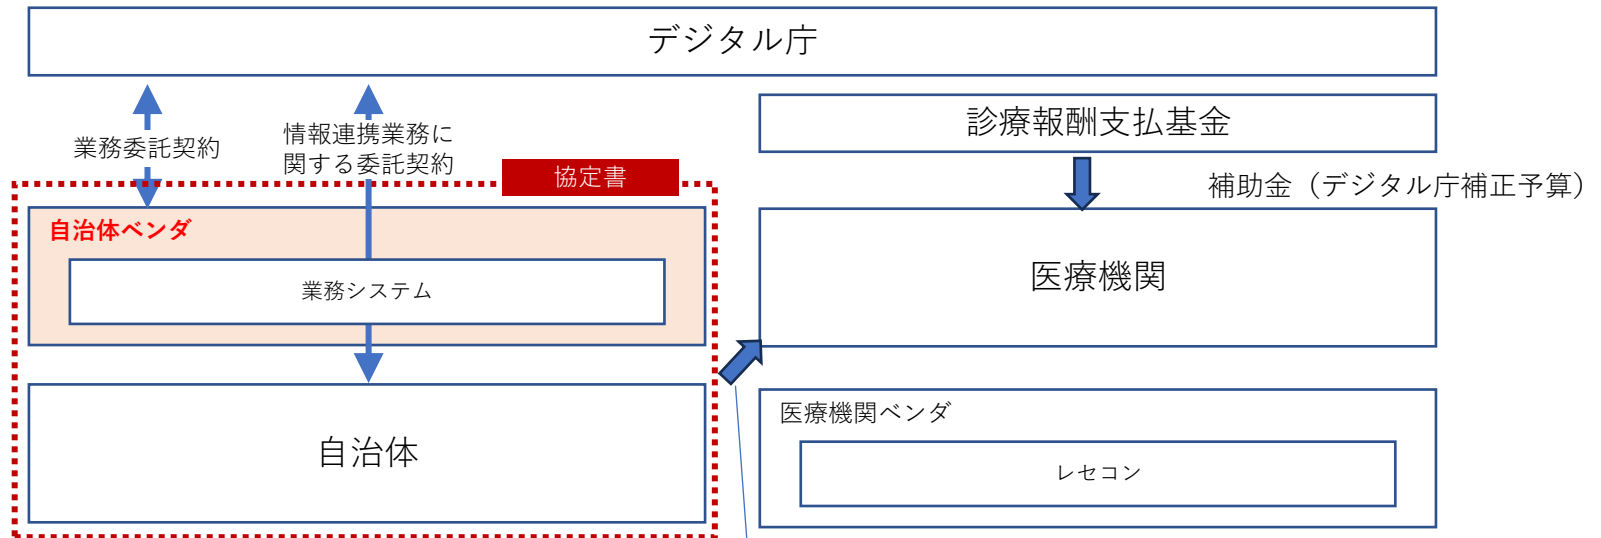 デジタル庁
業務委託契約
情報連携業務に
関する委託契約
協定書
診療報酬支払基金
補助金（デジタル庁補正予算）
自治体ベンダ
業務システム
医療機関
自治体
医療機関ベンダ
レセコン